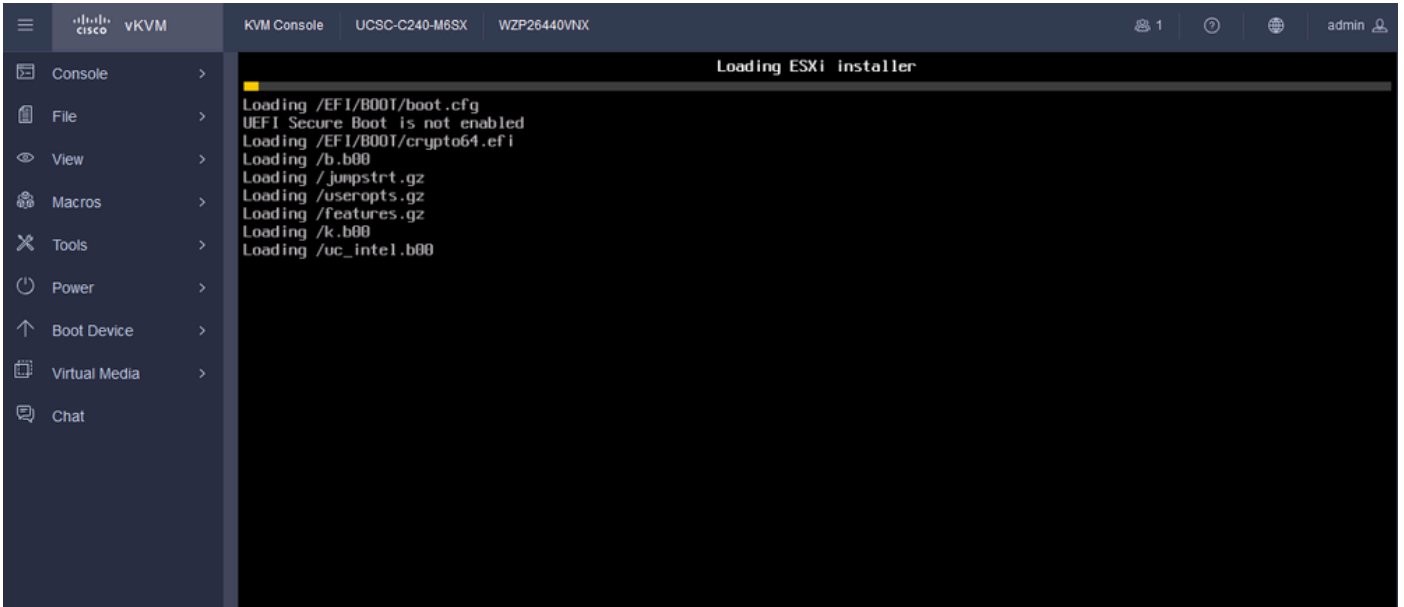 cisco vKVM KVM Console UCSC-C240-M6SX WZP26440VNX 1 ? admin
Console >
File >
View >
Macros >
Tools >
Power >
Boot Device >
Virtual Media >
Chat
Loading ESXi installer
Loading /EFI/BOOT/boot.cfg
UEFI Secure Boot is not enabled
Loading /EFI/BOOT/crypto64.efi
Loading /b.b00
Loading /jumpstrt.gz
Loading /useropts.gz
Loading /features.gz
Loading /k.b00
Loading /uc_intel.b00